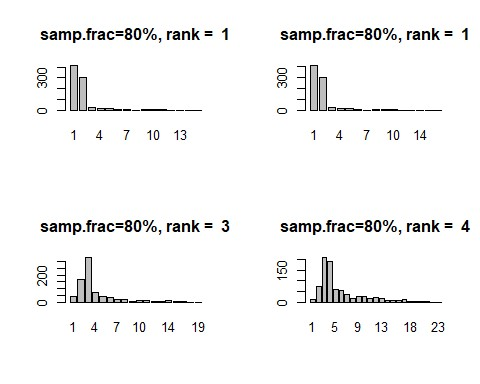 samp.frac=80%, rank = 1
samp.frac=80%, rank = 1
300
0
1 4 7 10 13
300
0
1 4 7 10 14
samp.frac=80%, rank = 3
samp.frac=80%, rank = 4
200
0
1 4 7 10 14 19
150
0
1 5 9 13 18 23